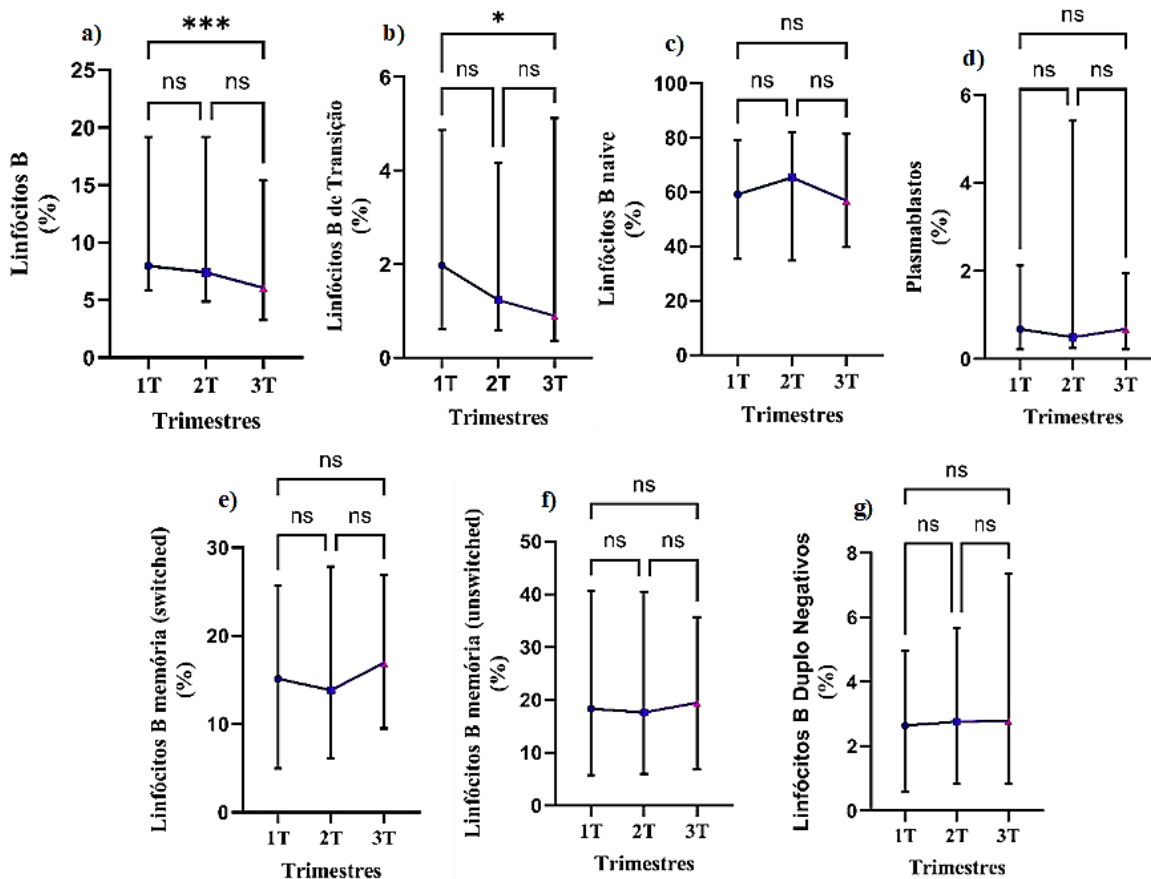 a)
***
ns
ns
25
20
15
10
5
0
Linfócitos B
(%)
1T 2T 3T
Trimestres
b)
*
ns
ns
6
4
2
0
Linfócitos B de Transição
(%)
1T 2T 3T
Trimestres
c)
ns
ns
ns
100
80
60
40
20
0
Linfócitos B naive
(%)
1T 2T 3T
Trimestres
d)
ns
ns
ns
6
4
2
0
Plasmablastos
(%)
1T 2T 3T
Trimestres
e)
ns
ns
ns
30
20
10
0
Linfócitos B memória (switched)
(%)
1T 2T 3T
Trimestres
f)
ns
ns
ns
50
40
30
20
10
0
Linfócitos B memória (unswitched)
(%)
1T 2T 3T
Trimestres
g)
ns
ns
ns
8
6
4
2
0
Linfócitos B Duplo Negativos
(%)
1T 2T 3T
Trimestres